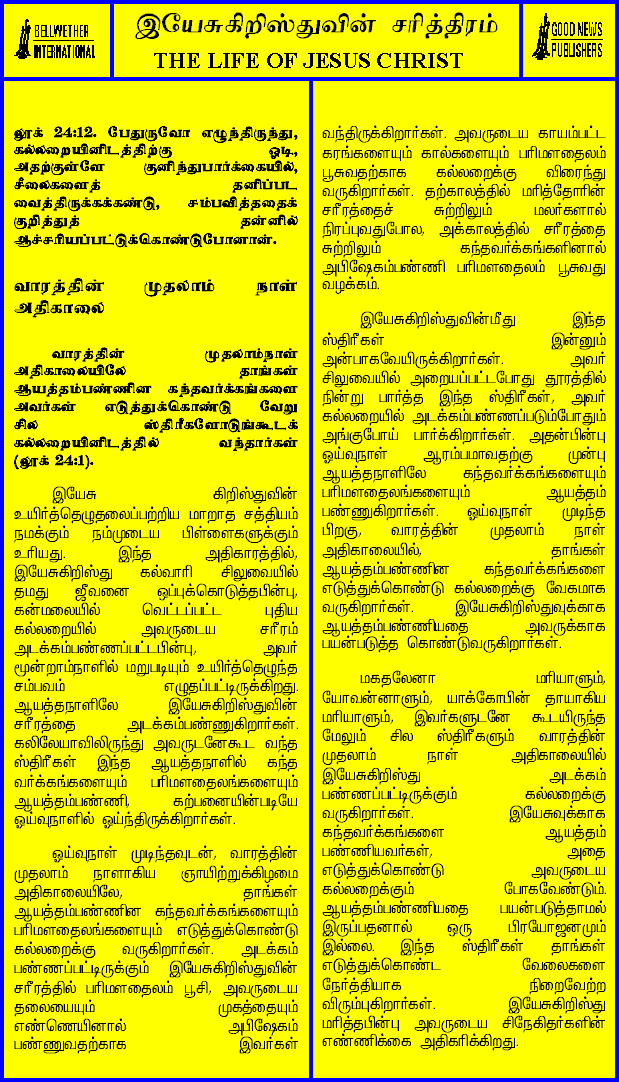 BELLWETHER
INTERNATIONAL
இயேசுகிறிஸ்துவின் சரித்திரம்
THE LIFE OF JESUS CHRIST
GOOD NEWS
PUBLISHERS
லூக் 24:12. பேதுருவோ எழுந்திருந்து,
கல்லறையினிடத்திற்கு ஓடி,
அதற்குள்ளே குனிந்துபார்க்கையில்,
சீலைகளைத் தனிப்பட
வைத்திருக்கக்கண்டு, சம்பவித்ததைக்
குறித்துத் தன்னில்
ஆச்சரியப்பட்டுக்கொண்டுபோனான்.
வாரத்தின் முதலாம் நாள்
அதிகாலை
வாரத்தின் முதலாம்நாள்
அதிகாலையிலே தாங்கள்
ஆயத்தம்பண்ணின கந்தவர்க்கங்களை
அவர்கள் எடுத்துக்கொண்டு வேறு
சில ஸ்திரீகளோடுங்கூடக்
கல்லறையினிடத்தில் வந்தார்கள்
(லூக் 24:1).
இயேசு கிறிஸ்துவின்
உயிர்த்தெழுதலைப்பற்றிய மாறாத சத்தியம்
நமக்கும் நம்முடைய பிள்ளைகளுக்கும்
உரியது. இந்த அதிகாரத்தில்,
இயேசுகிறிஸ்து கல்வாரி சிலுவையில்
தமது ஜீவனை ஒப்புக்கொடுத்தபின்பு,
கன்மலையில் வெட்டப்பட்ட புதிய
கல்லறையில் அவருடைய சரீரம்
அடக்கம்பண்ணப்பட்டபின்பு, அவர்
மூன்றாம்நாளில் மறுபடியும் உயிர்த்தெழுந்த
சம்பவம் எழுதப்பட்டிருக்கிறது.
ஆயத்தநாளிலே இயேசுகிறிஸ்துவின்
சரீரத்தை அடக்கம்பண்ணுகிறார்கள்.
கலிலேயாவிலிருந்து அவருடனேகூட வந்த
ஸ்திரீகள் இந்த ஆயத்தநாளில் கந்த
வர்க்கங்களையும் பரிமளதைலங்களையும்
ஆயத்தம்பண்ணி, கற்பனையின்படியே
ஓய்வுநாளில் ஓய்ந்திருக்கிறார்கள்.
ஓய்வுநாள் முடிந்தவுடன், வாரத்தின்
முதலாம் நாளாகிய ஞாயிற்றுக்கிழமை
அதிகாலையிலே, தாங்கள்
ஆயத்தம்பண்ணின கந்தவர்க்கங்களையும்
பரிமளதைலங்களையும் எடுத்துக்கொண்டு
கல்லறைக்கு வருகிறார்கள். அடக்கம்
பண்ணப்பட்டிருக்கும் இயேசுகிறிஸ்துவின்
சரீரத்தில் பரிமளதைலம் பூசி, அவருடைய
தலையையும் முகத்தையும்
எண்ணெயினால் அபிஷேகம்
பண்ணுவதற்காக இவர்கள்
வந்திருக்கிறார்கள். அவருடைய காயம்பட்ட
கரங்களையும் கால்களையும் பரிமளதைலம்
பூசுவதற்காக கல்லறைக்கு விரைந்து
வருகிறார்கள். தற்காலத்தில் மரித்தோரின்
சரீரத்தைச் சுற்றிலும் மலர்களால்
நிரப்புவதுபோல, அக்காலத்தில் சரீரத்தை
சுற்றிலும் கந்தவர்க்கங்களினால்
அபிஷேகம்பண்ணி பரிமளதைலம் பூசுவது
வழக்கம்.
இயேசுகிறிஸ்துவின்மீது இந்த
ஸ்திரீகள் இன்னும்
அன்பாகவேயிருக்கிறார்கள். அவர்
சிலுவையில் அறையப்பட்டபோது தூரத்தில்
நின்று பார்த்த இந்த ஸ்திரீகள், அவர்
கல்லறையில் அடக்கம்பண்ணப்படும்போதும்
அங்குபோய் பார்க்கிறார்கள். அதன்பின்பு
ஓய்வுநாள் ஆரம்பமாவதற்கு முன்பு
ஆயத்தநாளிலே கந்தவர்க்கங்களையும்
பரிமளதைலங்களையும் ஆயத்தம்
பண்ணுகிறார்கள். ஓய்வுநாள் முடிந்த
பிறகு, வாரத்தின் முதலாம் நாள்
அதிகாலையில், தாங்கள்
ஆயத்தம்பண்ணின கந்தவர்க்கங்களை
எடுத்துக்கொண்டு கல்லறைக்கு வேகமாக
வருகிறார்கள். இயேசுகிறிஸ்துவுக்காக
ஆயத்தம்பண்ணியதை அவருக்காக
பயன்படுத்த கொண்டுவருகிறார்கள்.
மகதலேனா மரியாளும்,
யோவன்னாளும், யாக்கோபின் தாயாகிய
மரியாளும், இவர்களுடனே கூடயிருந்த
மேலும் சில ஸ்திரீகளும் வாரத்தின்
முதலாம் நாள் அதிகாலையில்
இயேசுகிறிஸ்து அடக்கம்
பண்ணப்பட்டிருக்கும் கல்லறைக்கு
வருகிறார்கள். இயேசுவுக்காக
கந்தவர்க்கங்களை ஆயத்தம்
பண்ணியவர்கள், அதை
எடுத்துக்கொண்டு அவருடைய
கல்லறைக்கும் போகவேண்டும்.
ஆயத்தம்பண்ணியதை பயன்படுத்தாமல்
இருப்பதனால் ஒரு பிரயோஜனமும்
இல்லை. இந்த ஸ்திரீகள் தாங்கள்
எடுத்துக்கொண்ட வேலைகளை
நேர்த்தியாக நிறைவேற்ற
விரும்புகிறார்கள். இயேசுகிறிஸ்து
மரித்தபின்பு அவருடைய சிநேகிதர்களின்
எண்ணிக்கை அதிகரிக்கிறது.